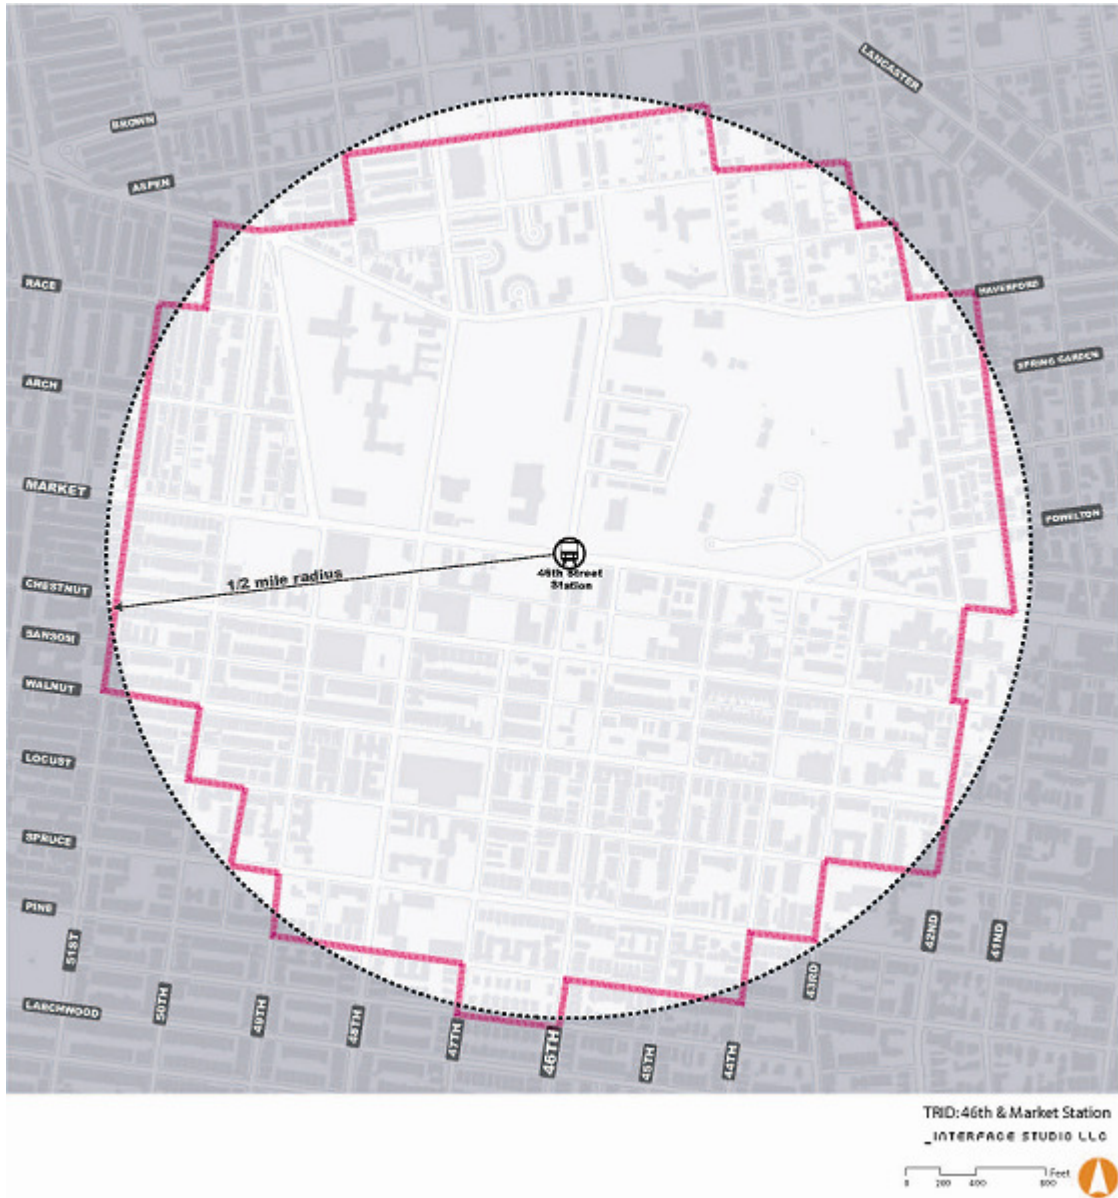 LANCASTER
BROWN
ASPEN
RACE
HAVERFORD
SPRING GARDEN
ARCH
MARKET
POWELTON
46th Street
Station
1/2 mile radius
CHESTNUT
SANSOM
WALNUT
LOCUST
SPRUCE
PINE
LARCHWOOD
51ST
50TH
49TH
48TH
47TH
46TH
45TH
44TH
43RD
42ND
41ND
TRID: 46th & Market Station
_INTERFACE STUDIO LLC
Feet
0 200 400 800